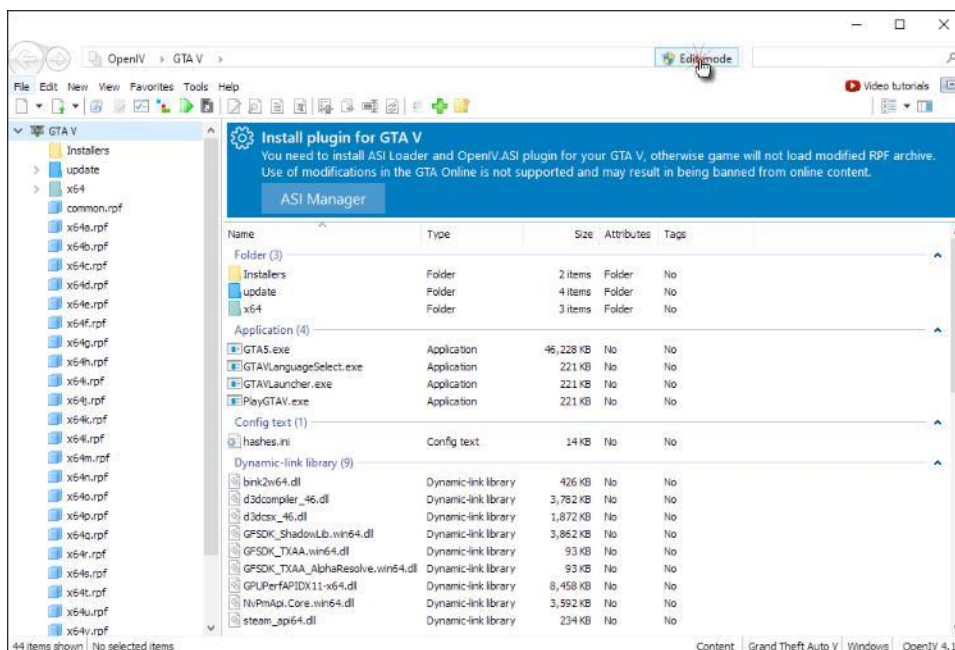 OpenIV › GTA V ›
Edit mode
File Edit New View Favorites Tools Help
Video tutorials
GTA V
Installers
update
x64
common.rpf
x64a.rpf
x64b.rpf
x64c.rpf
x64d.rpf
x64e.rpf
x64f.rpf
x64g.rpf
x64h.rpf
x64i.rpf
x64j.rpf
x64k.rpf
x64l.rpf
x64m.rpf
x64n.rpf
x64o.rpf
x64p.rpf
x64q.rpf
x64r.rpf
x64s.rpf
x64t.rpf
x64u.rpf
x64v.rpf
Install plugin for GTA V
You need to install ASI Loader and OpenIV.ASI plugin for your GTA V, otherwise game will not load modified RPF archive.
Use of modifications in the GTA Online is not supported and may result in being banned from online content.
ASI Manager
Name Type Size Attributes Tags
Folder (3)
Installers Folder 2 items Folder No
update Folder 4 items Folder No
x64 Folder 3 items Folder No
Application (4)
GTA5.exe Application 46,228 KB No No
GTAVLanguageSelect.exe Application 221 KB No No
GTAVLauncher.exe Application 221 KB No No
PlayGTAV.exe Application 221 KB No No
Config text (1)
hashes.ini Config text 14 KB No No
Dynamic-link library (9)
bink2w64.dll Dynamic-link library 426 KB No No
d3dcompiler_46.dll Dynamic-link library 3,782 KB No No
d3dcsx_46.dll Dynamic-link library 1,872 KB No No
GFSDK_ShadowLib.win64.dll Dynamic-link library 3,862 KB No No
GFSDK_TXAA.win64.dll Dynamic-link library 93 KB No No
GFSDK_TXAA_AlphaResolve.win64.dll Dynamic-link library 93 KB No No
GPUPerfAPIDX11-x64.dll Dynamic-link library 8,458 KB No No
NvPmApi.Core.win64.dll Dynamic-link library 3,592 KB No No
steam_api64.dll Dynamic-link library 234 KB No No
44 items shown No selected items Content Grand Theft Auto V Windows OpenIV 4.1